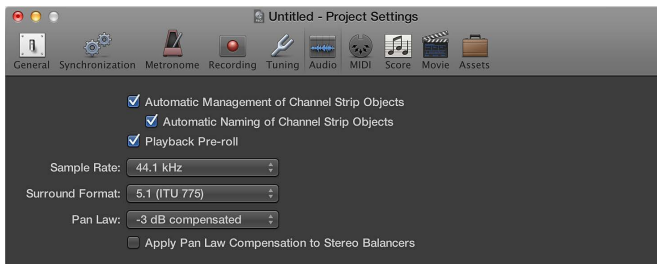 Untitled - Project Settings
General Synchronization Metronome Recording Tuning Audio MIDI Score Movie Assets
Automatic Management of Channel Strip Objects
Automatic Naming of Channel Strip Objects
Playback Pre-roll
Sample Rate: 44.1 kHz
Surround Format: 5.1 (ITU 775)
Pan Law: -3 dB compensated
Apply Pan Law Compensation to Stereo Balancers